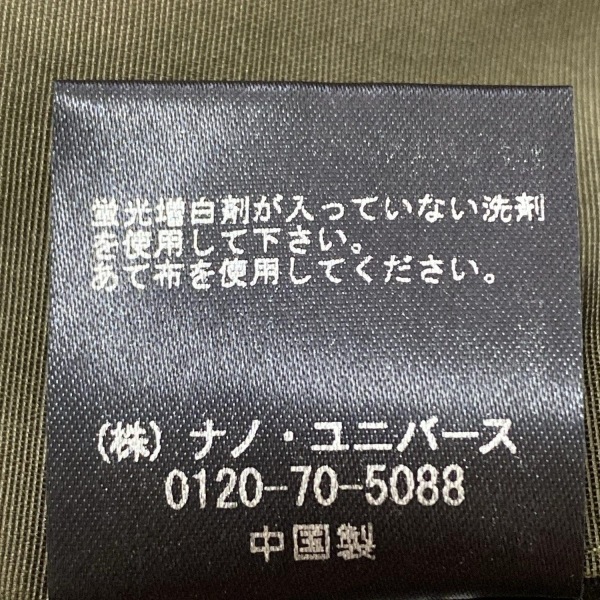 蛍光増白剤が入っていない洗剤
を使用して下さい。
あて布を使用してください。
(株) ナノ・ユニバース
0120-70-5088
中国製